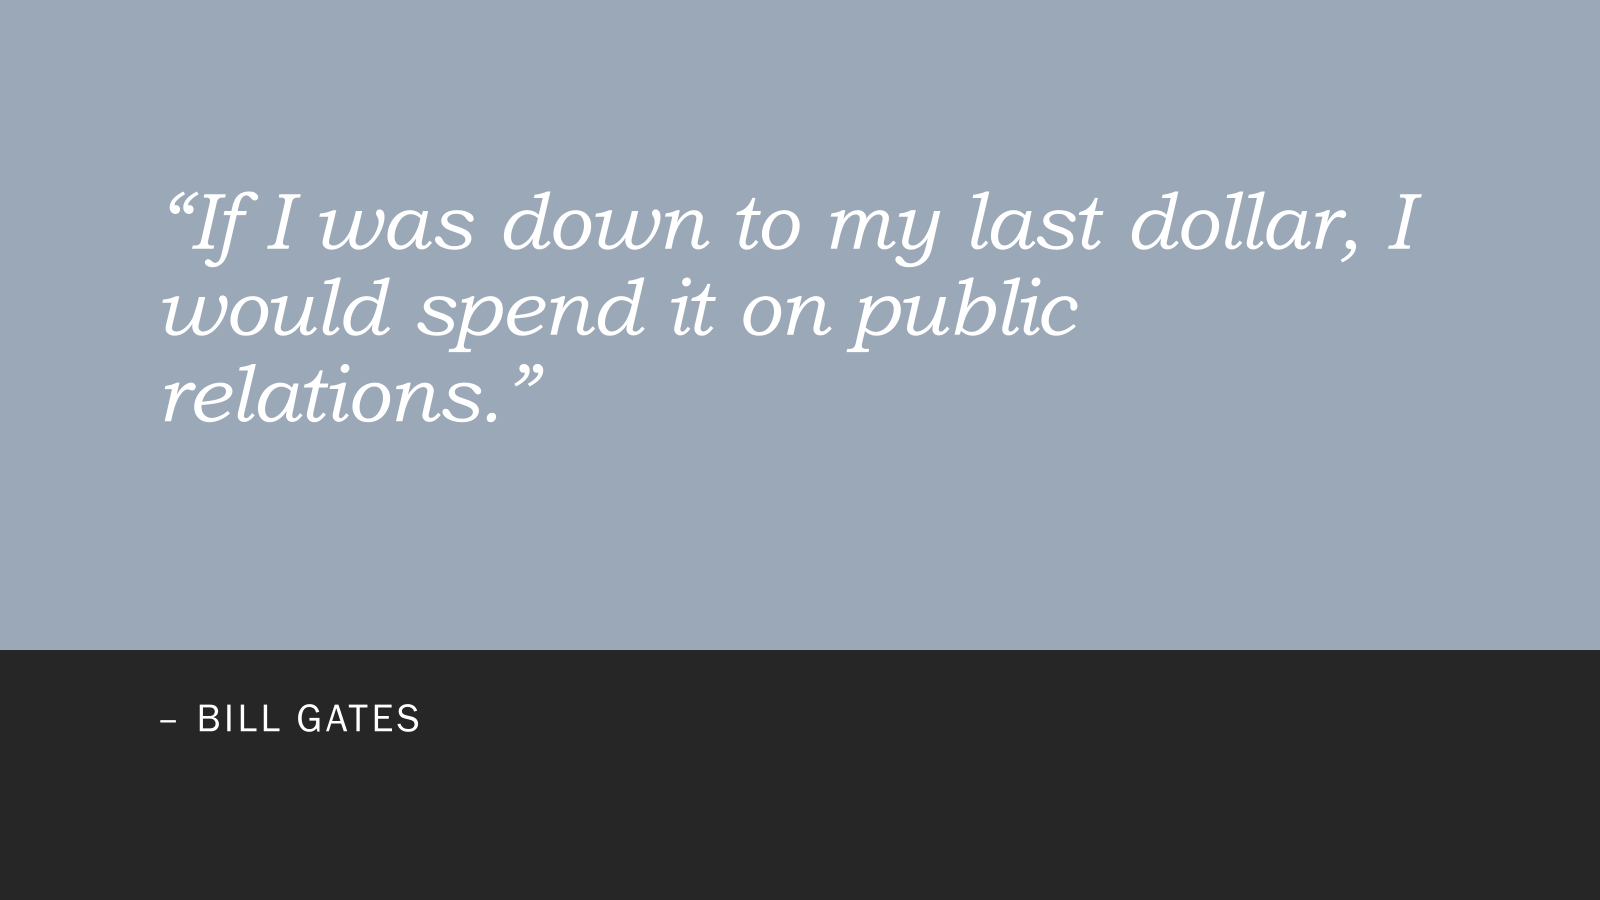 “If I was down to my last dollar, I
would spend it on public
relations.”
– BILL GATES